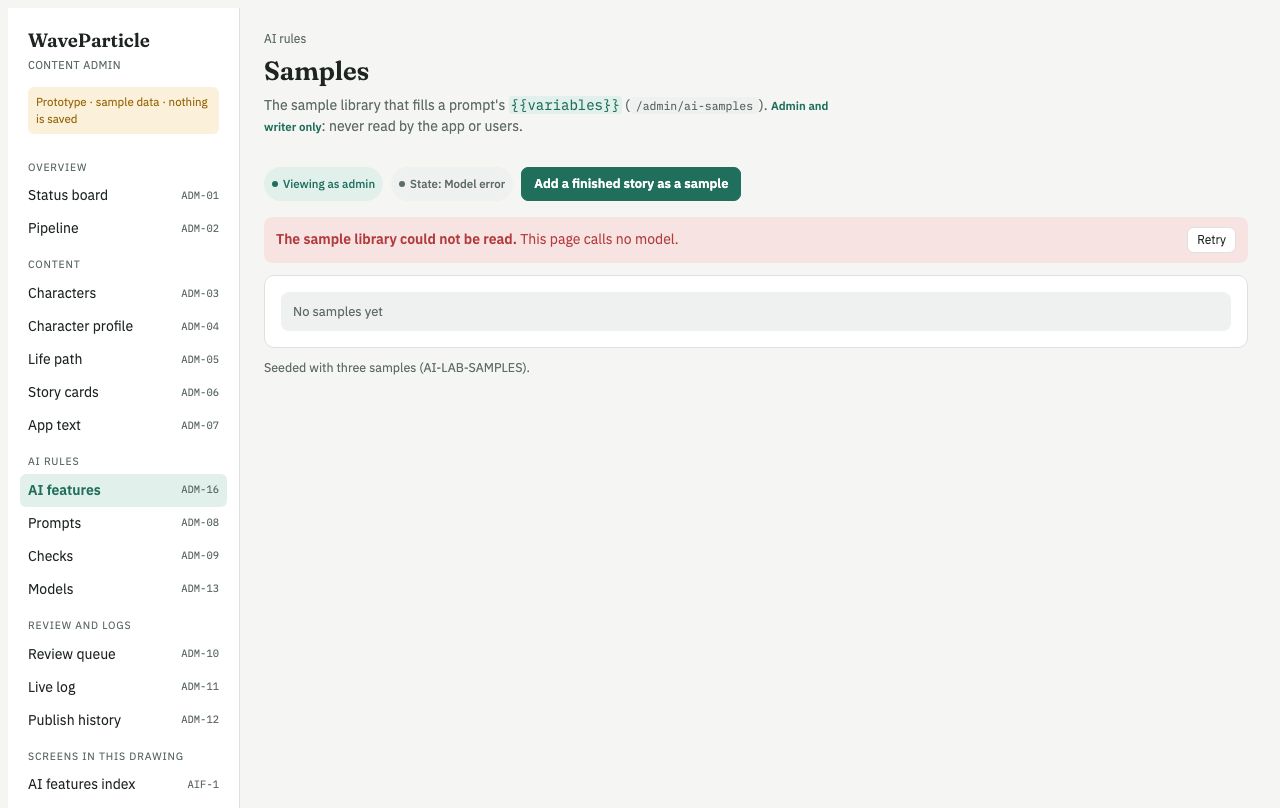 WaveParticle
CONTENT ADMIN
Prototype · sample data · nothing
is saved
OVERVIEW
Status board ADM-01
Pipeline ADM-02
CONTENT
Characters ADM-03
Character profile ADM-04
Life path ADM-05
Story cards ADM-06
App text ADM-07
AI RULES
AI features ADM-16
Prompts ADM-08
Checks ADM-09
Models ADM-13
REVIEW AND LOGS
Review queue ADM-10
Live log ADM-11
Publish history ADM-12
SCREENS IN THIS DRAWING
AI features index AIF-1
AI rules
Samples
The sample library that fills a prompt's {{variables}} ( /admin/ai-samples ). Admin and
writer only: never read by the app or users.
Viewing as admin
State: Model error
Add a finished story as a sample
The sample library could not be read. This page calls no model.
Retry
No samples yet
Seeded with three samples (AI-LAB-SAMPLES).